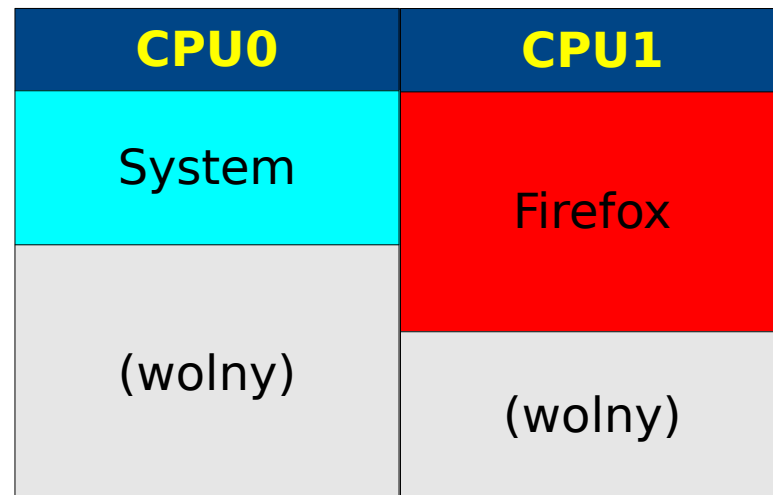 CPU0
CPU1
System
Firefox
(wolny)
(wolny)